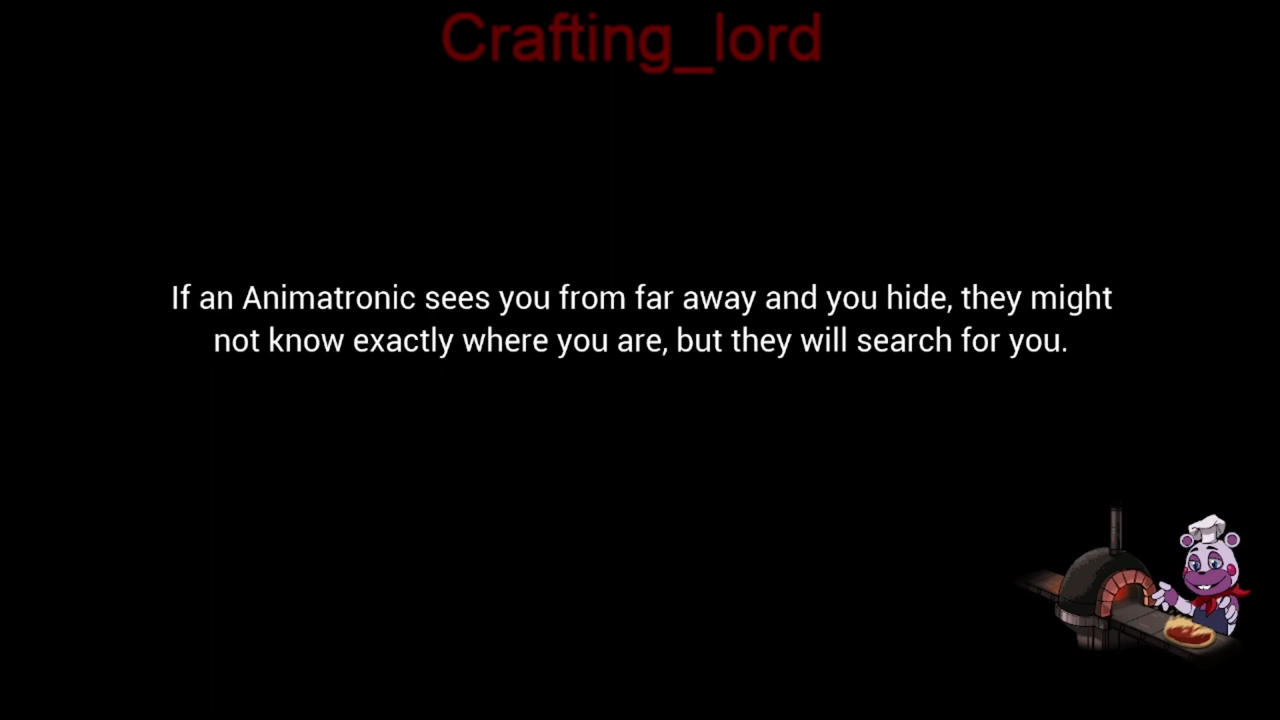 Crafting_lord
If an Animatronic sees you from far away and you hide, they might
not know exactly where you are, but they will search for you.